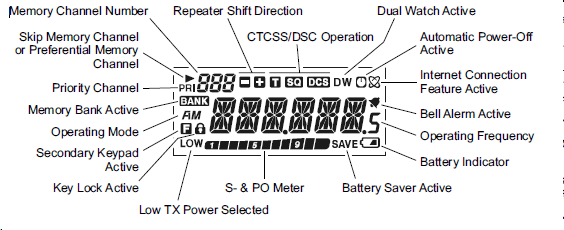 Memory Channel Number
Repeater Shift Direction
Dual Watch Active
Skip Memory Channel
or Preferential Memory
Channel
CTCSS/DSC Operation
Automatic Power-Off
Active
Priority Channel
Internet Connection
Feature Active
Memory Bank Active
Bell Alerm Active
Operating Mode
Operating Frequency
Secondary Keypad
Active
Battery Indicator
Key Lock Active
S- & PO Meter
Battery Saver Active
Low TX Power Selected
PRI 888 T SQ DCS DW
BANK
AM
F .5
LOW 1 5 9 SAVE